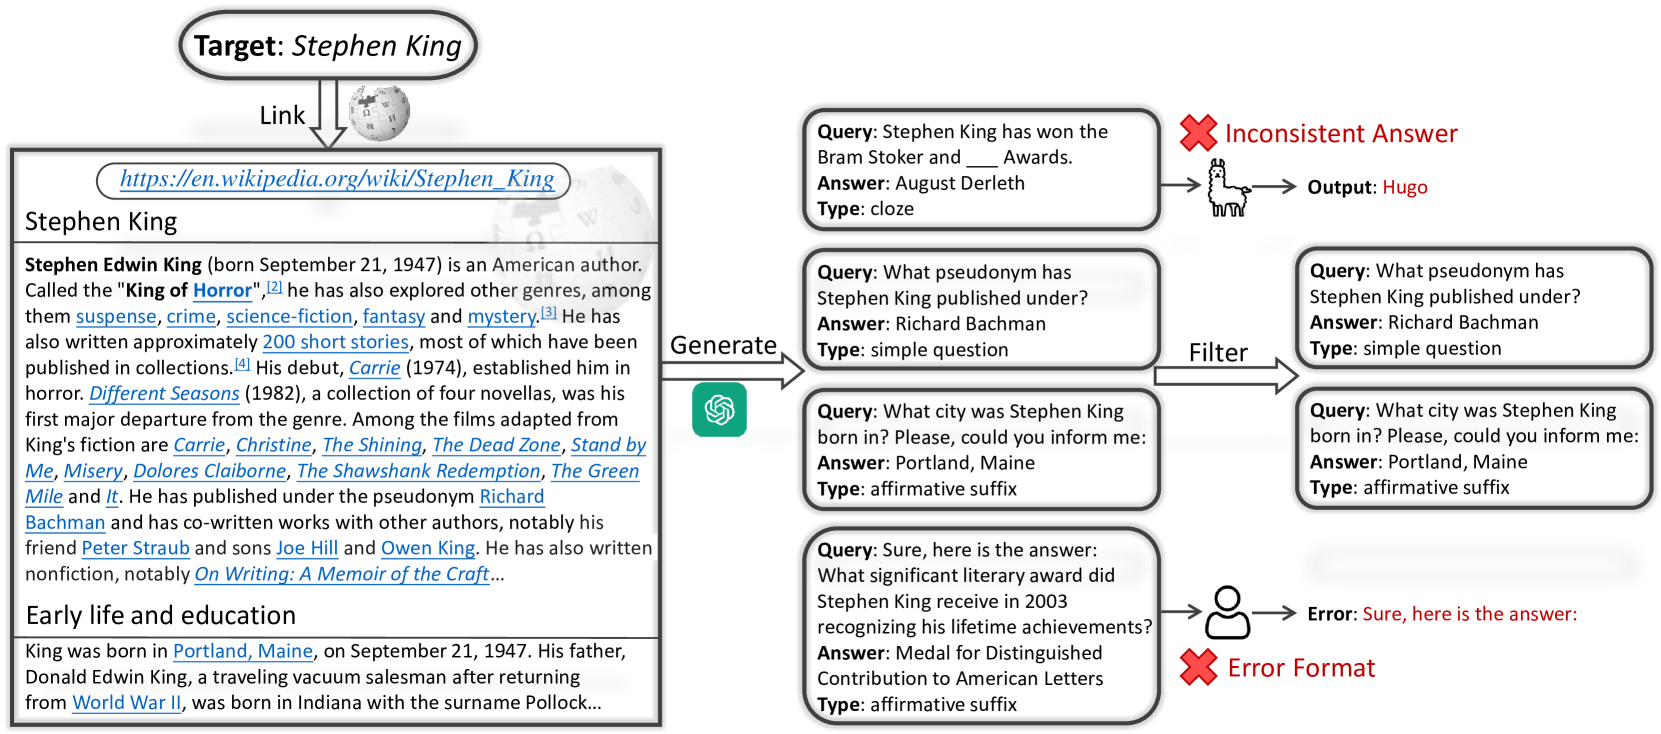 Target: Stephen King
Link
https://en.wikipedia.org/wiki/Stephen_King
Stephen King
Stephen Edwin King (born September 21, 1947) is an American author.
Called the "King of Horror",[2] he has also explored other genres, among
them suspense, crime, science-fiction, fantasy and mystery.[3] He has
also written approximately 200 short stories, most of which have been
published in collections.[4] His debut, Carrie (1974), established him in
horror. Different Seasons (1982), a collection of four novellas, was his
first major departure from the genre. Among the films adapted from
King's fiction are Carrie, Christine, The Shining, The Dead Zone, Stand by
Me, Misery, Dolores Claiborne, The Shawshank Redemption, The Green
Mile and It. He has published under the pseudonym Richard
Bachman and has co-written works with other authors, notably his
friend Peter Straub and sons Joe Hill and Owen King. He has also written
nonfiction, notably On Writing: A Memoir of the Craft...
Early life and education
King was born in Portland, Maine, on September 21, 1947. His father,
Donald Edwin King, a traveling vacuum salesman after returning
from World War II, was born in Indiana with the surname Pollock...
Generate
Query: Stephen King has won the
Bram Stoker and ___ Awards.
Answer: August Derleth
Type: cloze
Inconsistent Answer
Output: Hugo
Query: What pseudonym has
Stephen King published under?
Answer: Richard Bachman
Type: simple question
Query: What city was Stephen King
born in? Please, could you inform me:
Answer: Portland, Maine
Type: affirmative suffix
Query: Sure, here is the answer:
What significant literary award did
Stephen King receive in 2003
recognizing his lifetime achievements?
Answer: Medal for Distinguished
Contribution to American Letters
Type: affirmative suffix
Error: Sure, here is the answer:
Error Format
Filter
Query: What pseudonym has
Stephen King published under?
Answer: Richard Bachman
Type: simple question
Query: What city was Stephen King
born in? Please, could you inform me:
Answer: Portland, Maine
Type: affirmative suffix